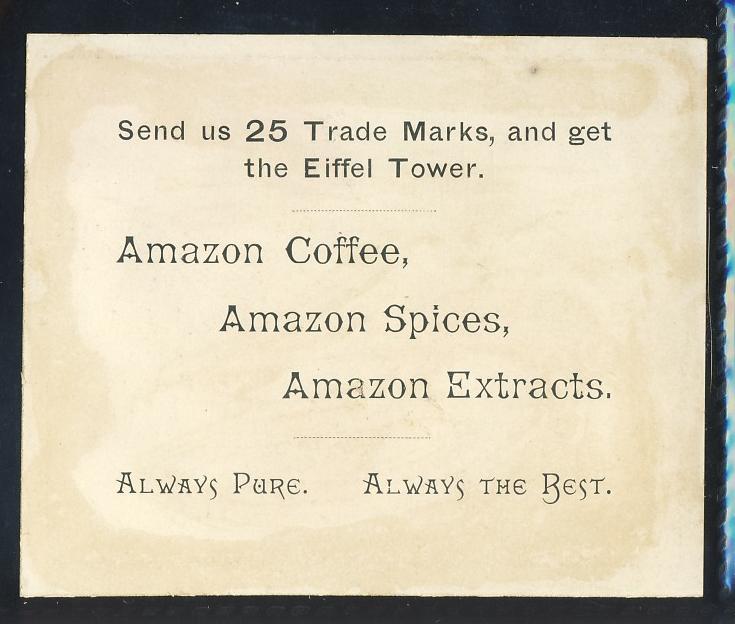 Send us 25 Trade Marks, and get
the Eiffel Tower.
Amazon Coffee,
Amazon Spices,
Amazon Extracts.
Always Pure. Always the Best.